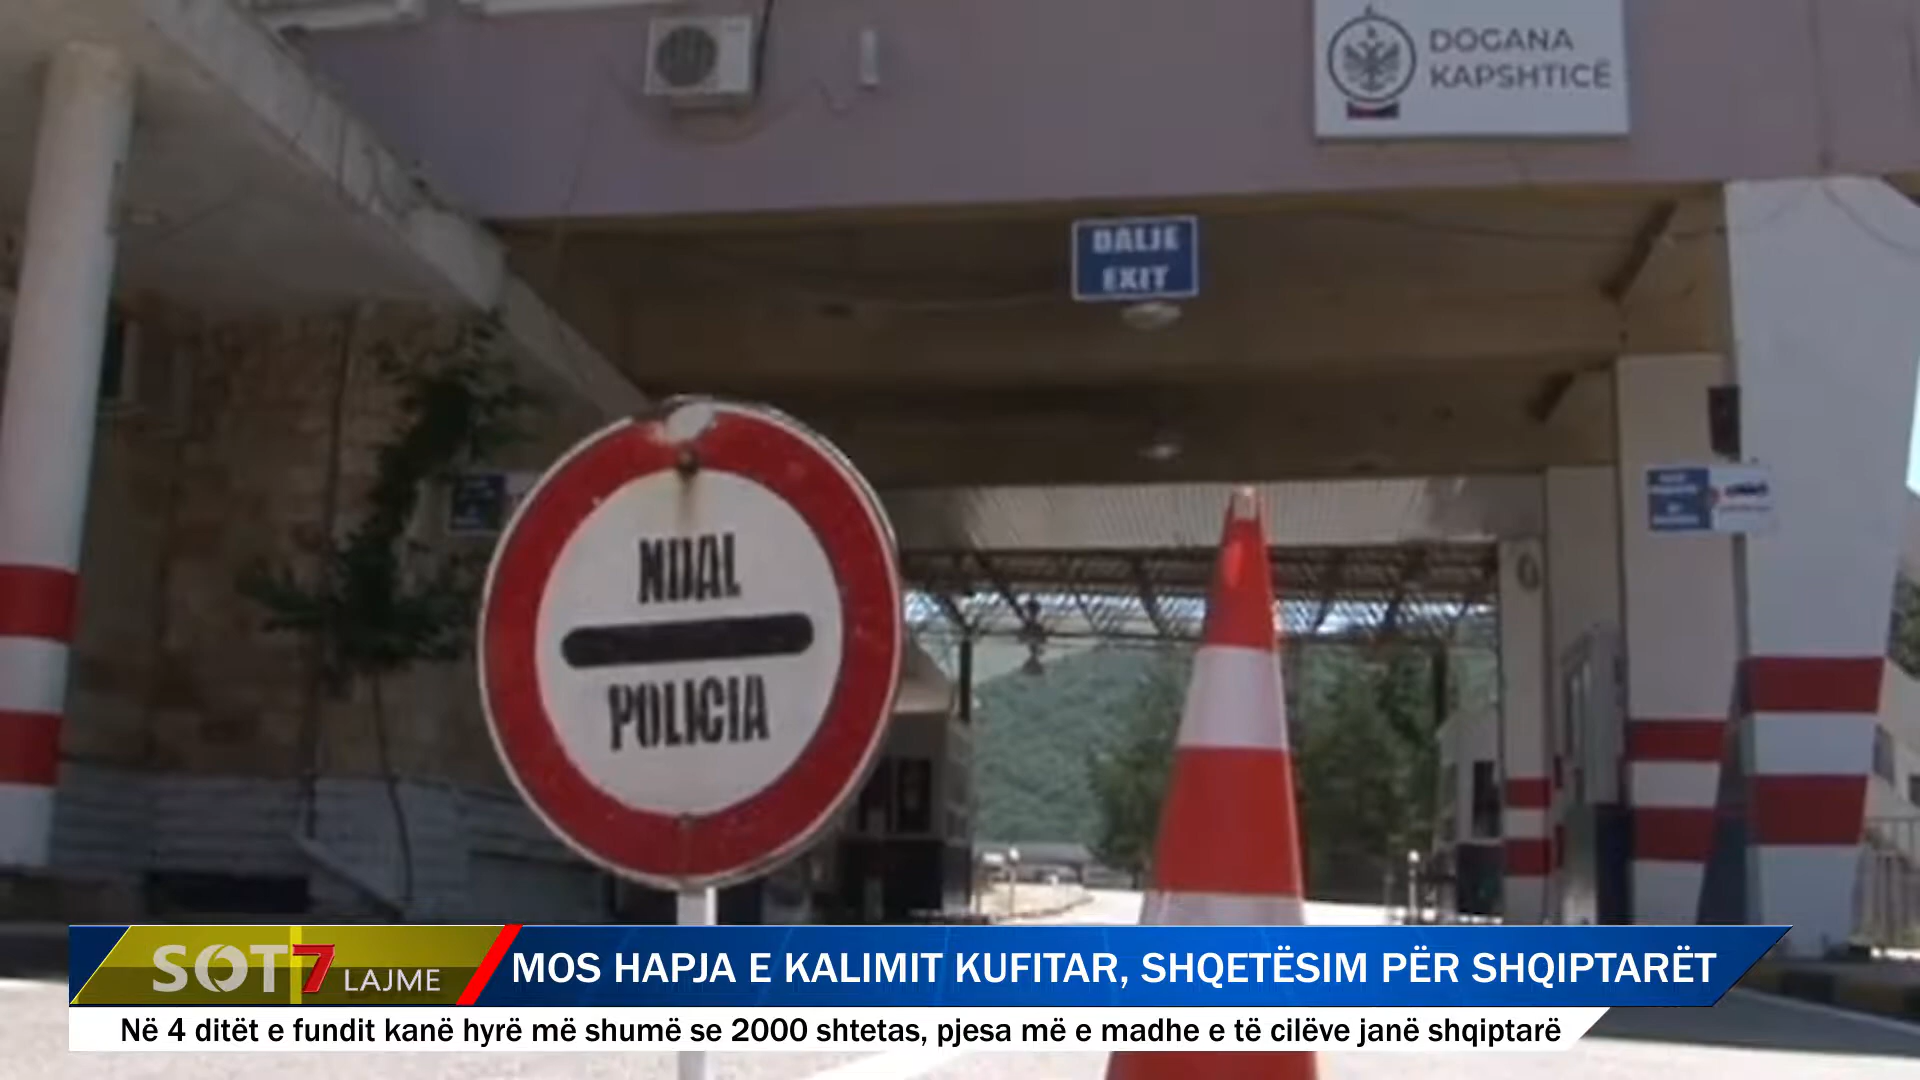 DOGANA
KAPSHTICË
DALJE
EXIT
NDAL
POLICIA
SOT7 LAJME
MOS HAPJA E KALIMIT KUFITAR, SHQETËSIM PËR SHQIPTARËT
Në 4 ditët e fundit kanë hyrë më shumë se 2000 shtetas, pjesa më e madhe e të cilëve janë shqiptarë